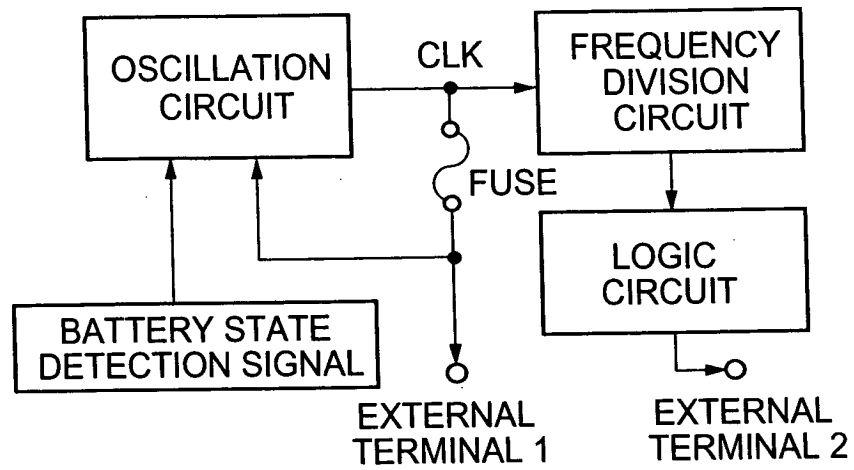 OSCILLATION
CIRCUIT
CLK
FREQUENCY
DIVISION
CIRCUIT
FUSE
LOGIC
CIRCUIT
BATTERY STATE
DETECTION SIGNAL
EXTERNAL
TERMINAL 1
EXTERNAL
TERMINAL 2